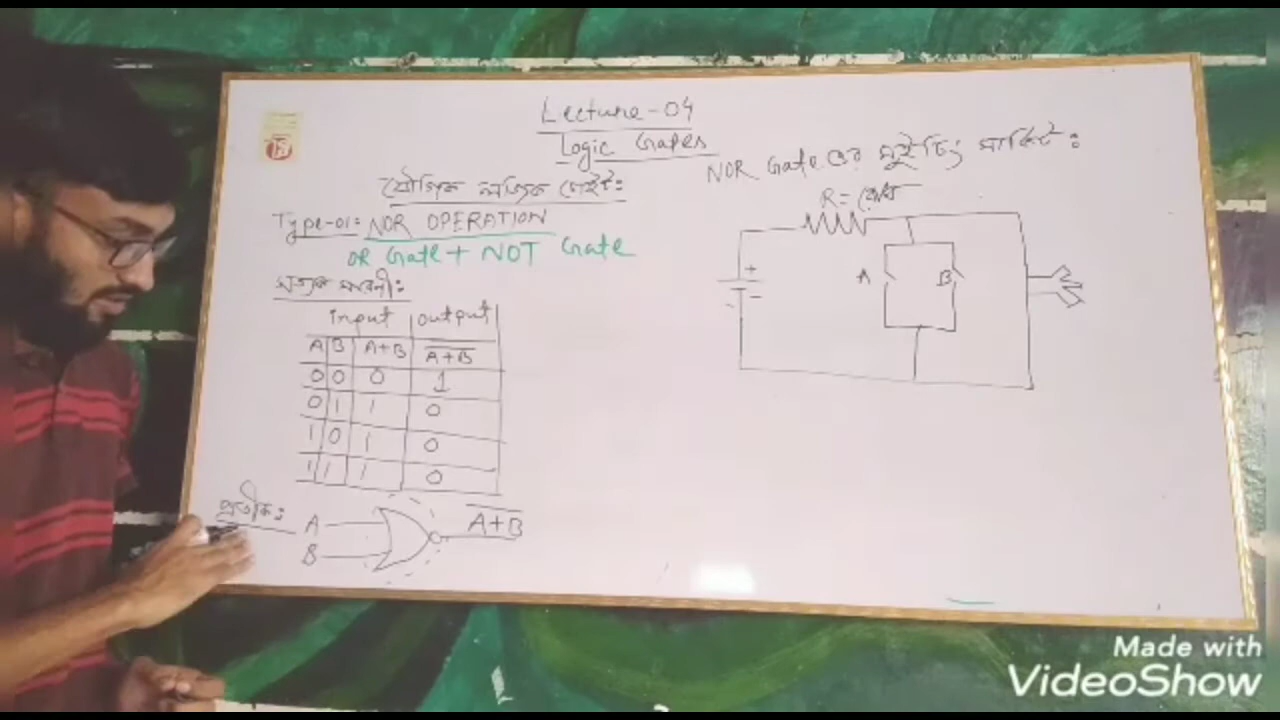 Lecture-04
Logic Gates
যৌগিক লজিক গেইট:
Type-01: NOR OPERATION
OR Gate + NOT Gate
সত্যক সারণী:
input output
A B A+B A̅+̅B̅
0 0 0 1
0 1 1 0
1 0 1 0
1 1 1 0
প্রতীক:
A
B
A̅+̅B̅
NOR Gate এর সুইচিং সার্কিট:
R=
+
-
A
B
Made with
VideoShow